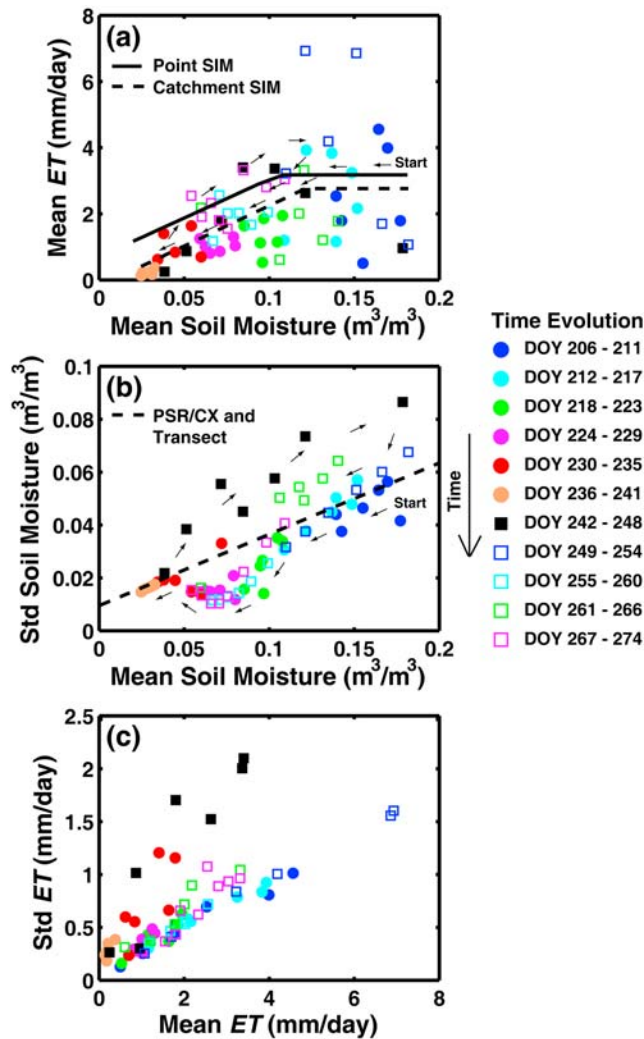 (a)
Point SIM
Catchment SIM
Start
8
6
4
2
0
Mean ET (mm/day)
0 0.05 0.1 0.15 0.2
Mean Soil Moisture (m³/m³)
(b)
PSR/CX and
Transect
Start
0.1
0.08
0.06
0.04
0.02
0
Std Soil Moisture (m³/m³)
0 0.05 0.1 0.15 0.2
Mean Soil Moisture (m³/m³)
(c)
2.5
2
1.5
1
0.5
0
Std ET (mm/day)
0 2 4 6 8
Mean ET (mm/day)
Time Evolution
DOY 206 - 211
DOY 212 - 217
DOY 218 - 223
DOY 224 - 229
DOY 230 - 235
DOY 236 - 241
DOY 242 - 248
DOY 249 - 254
DOY 255 - 260
DOY 261 - 266
DOY 267 - 274
Time